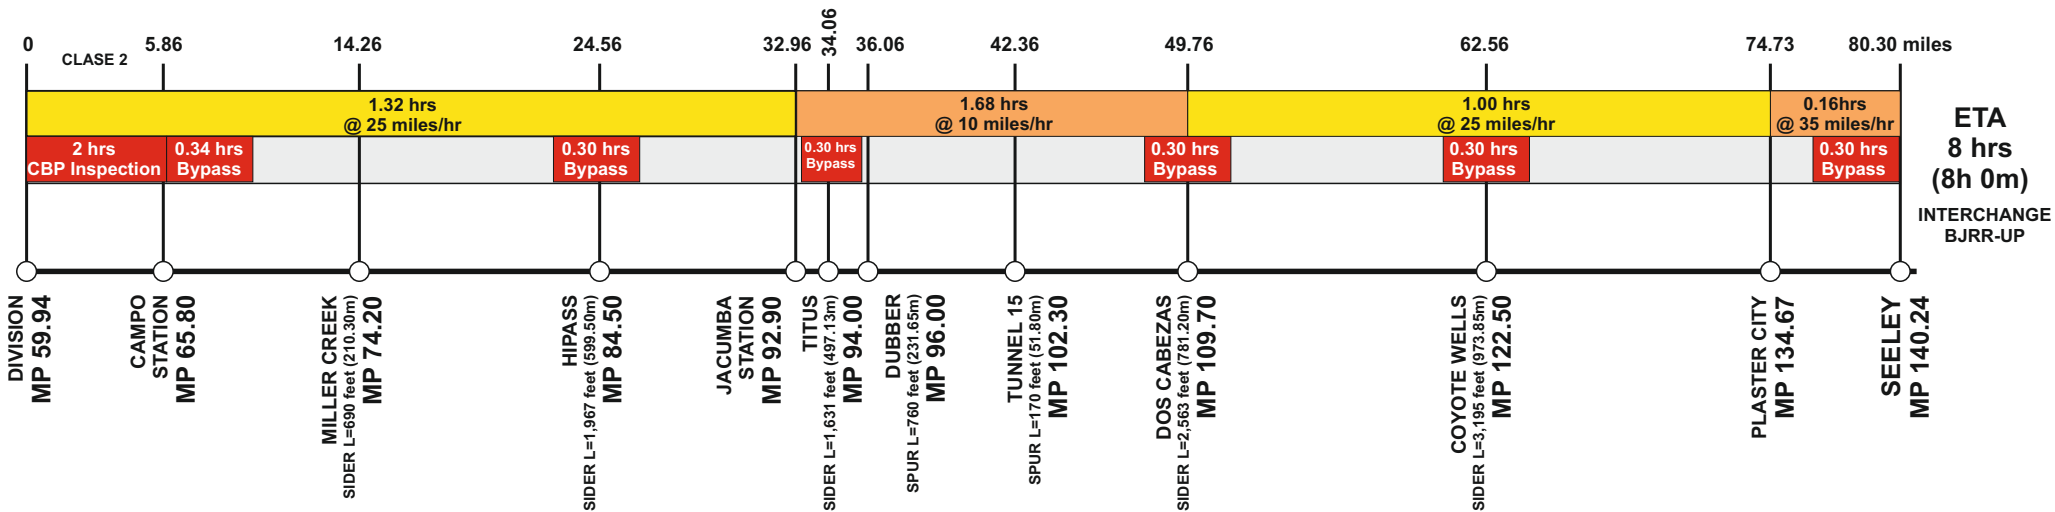 0
5.86
14.26
24.56
32.96
34.06
36.06
42.36
49.76
62.56
74.73
80.30 miles
CLASE 2
1.32 hrs
@ 25 miles/hr
1.68 hrs
@ 10 miles/hr
1.00 hrs
@ 25 miles/hr
0.16hrs
@ 35 miles/hr
2 hrs
CBP Inspection
0.34 hrs
Bypass
0.30 hrs
Bypass
0.30 hrs
Bypass
0.30 hrs
Bypass
0.30 hrs
Bypass
0.30 hrs
Bypass
ETA
8 hrs
(8h 0m)
INTERCHANGE
BJRR-UP
DIVISION
MP 59.94
CAMPO
STATION
MP 65.80
MILLER CREEK
SIDER L=690 feet (210.30m)
MP 74.20
HIPASS
SIDER L=1,967 feet (599.50m)
MP 84.50
JACUMBA
STATION
MP 92.90
TITUS
SIDER L=1,631 feet (497.13m)
MP 94.00
DUBBER
SPUR L=760 feet (231.65m)
MP 96.00
TUNNEL 15
SPUR L=170 feet (51.80m)
MP 102.30
DOS CABEZAS
SIDER L=2,563 feet (781.20m)
MP 109.70
COYOTE WELLS
SIDER L=3,195 feet (973.85m)
MP 122.50
PLASTER CITY
MP 134.67
SEELEY
MP 140.24